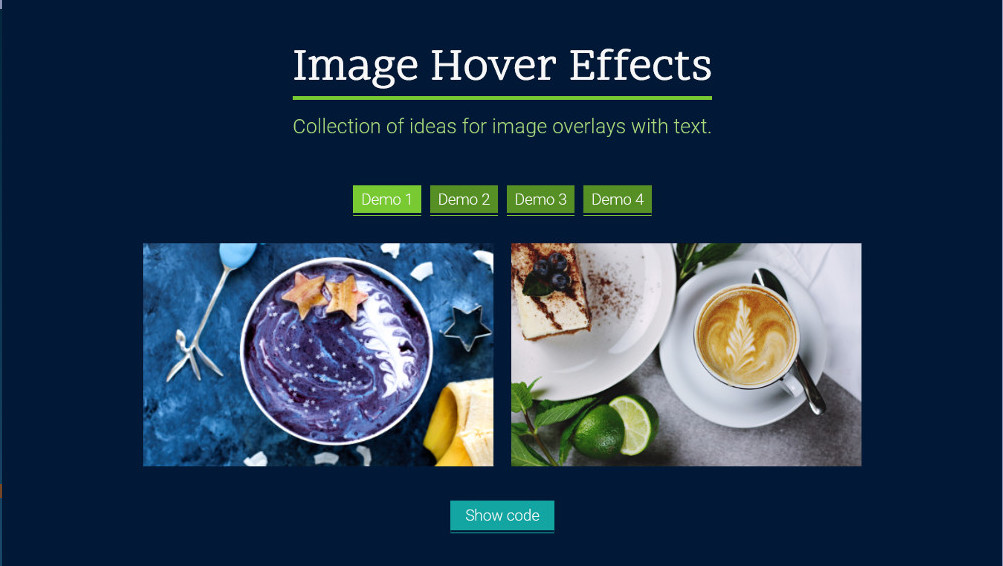 Image Hover Effects
Collection of ideas for image overlays with text.
Demo 1 Demo 2 Demo 3 Demo 4
Show code